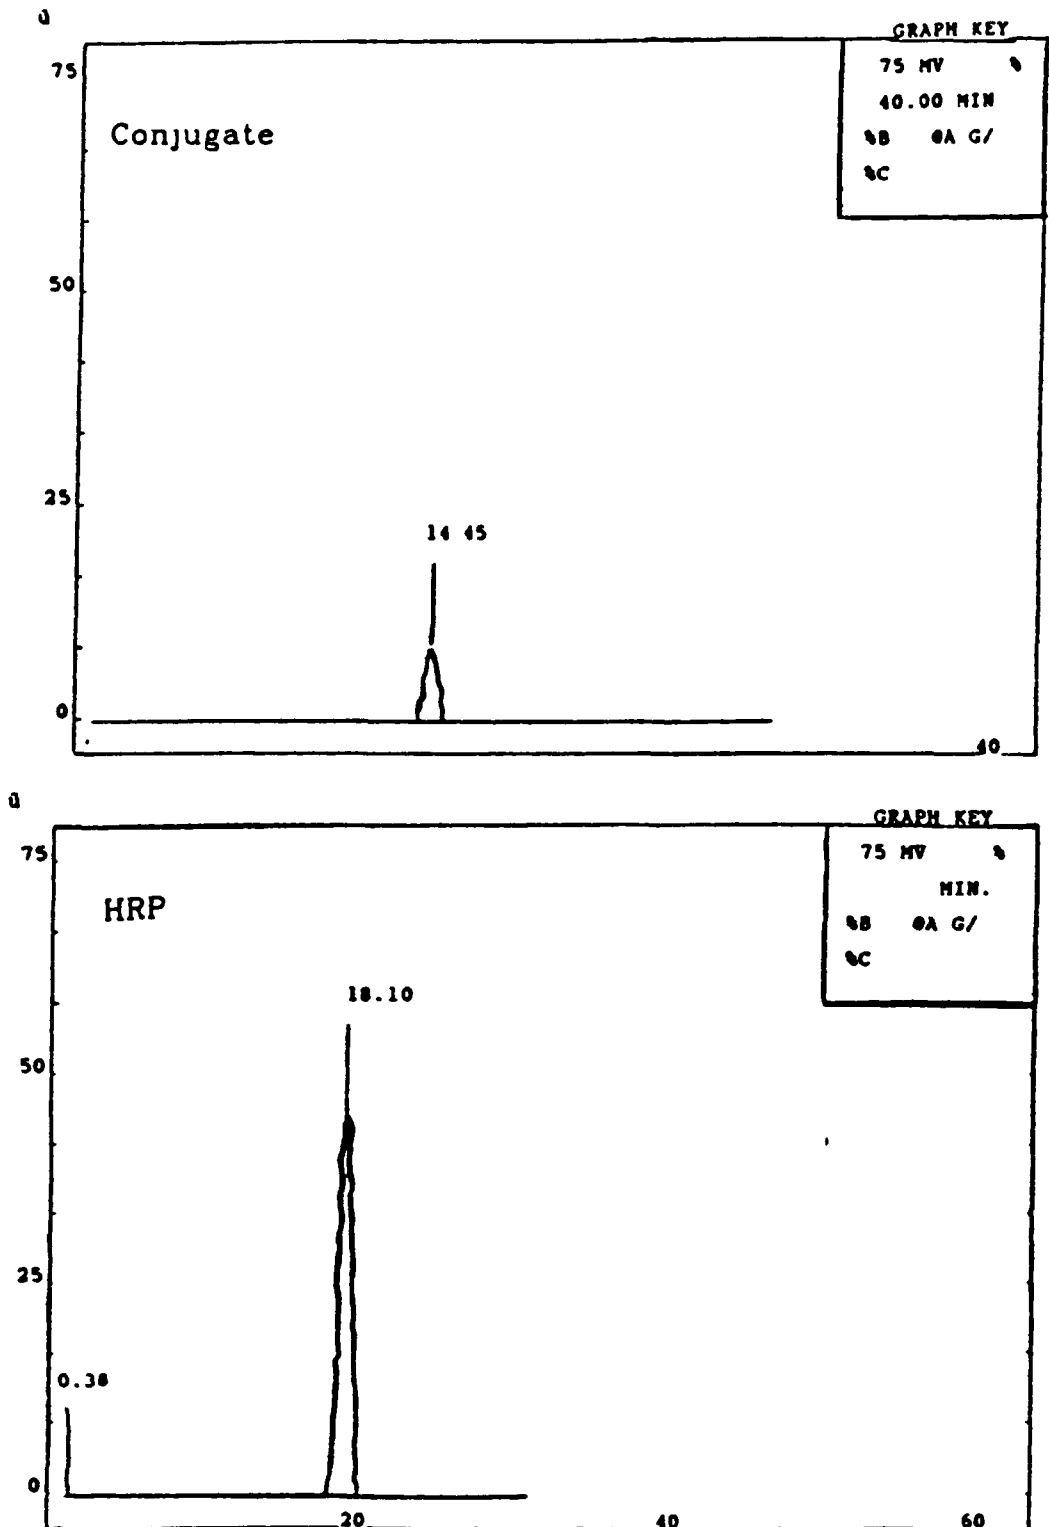 GRAPH KEY
75 MV %
40.00 MIN
%B @A G/
%C
75
Conjugate
50
25
14 45
0
40
GRAPH KEY
75 MV %
MIN.
%B @A G/
%C
75
HRP
18.10
50
25
0.38
0
20 40 60